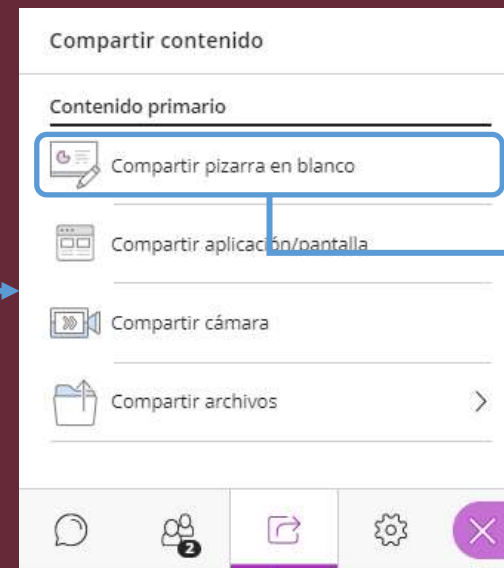 Compartir contenido
Contenido primario
Compartir pizarra en blanco
Compartir aplicación/pantalla
Compartir cámara
Compartir archivos
2